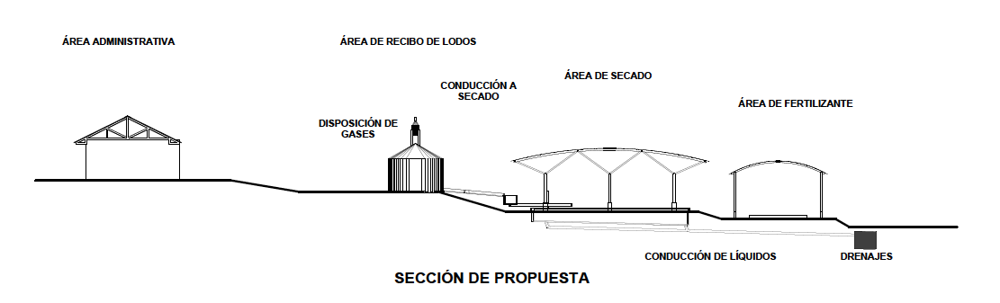 ÁREA ADMINISTRATIVA
ÁREA DE RECIBO DE LODOS
CONDUCCIÓN A
SECADO
ÁREA DE SECADO
ÁREA DE FERTILIZANTE
DISPOSICIÓN DE
GASES
CONDUCCIÓN DE LÍQUIDOS
DRENAJES
SECCIÓN DE PROPUESTA